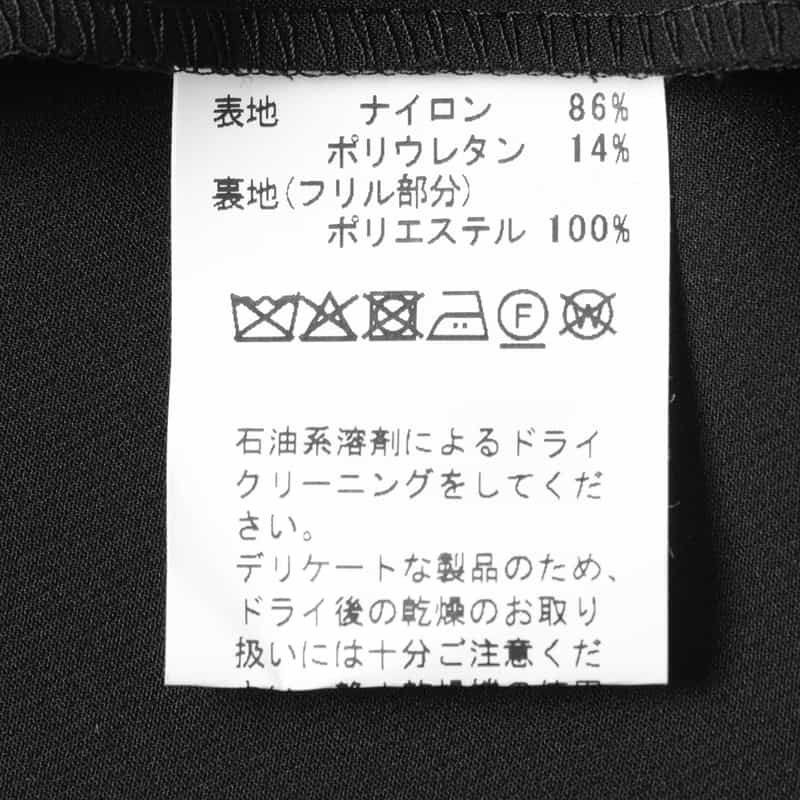 表地 ナイロン 86%
ポリウレタン 14%
裏地(フリル部分)
ポリエステル 100%
F W
石油系溶剤によるドライ
クリーニングをしてくだ
さい。
デリケートな製品のため、
ドライ後の乾燥のお取り
扱いには十分ご注意くだ